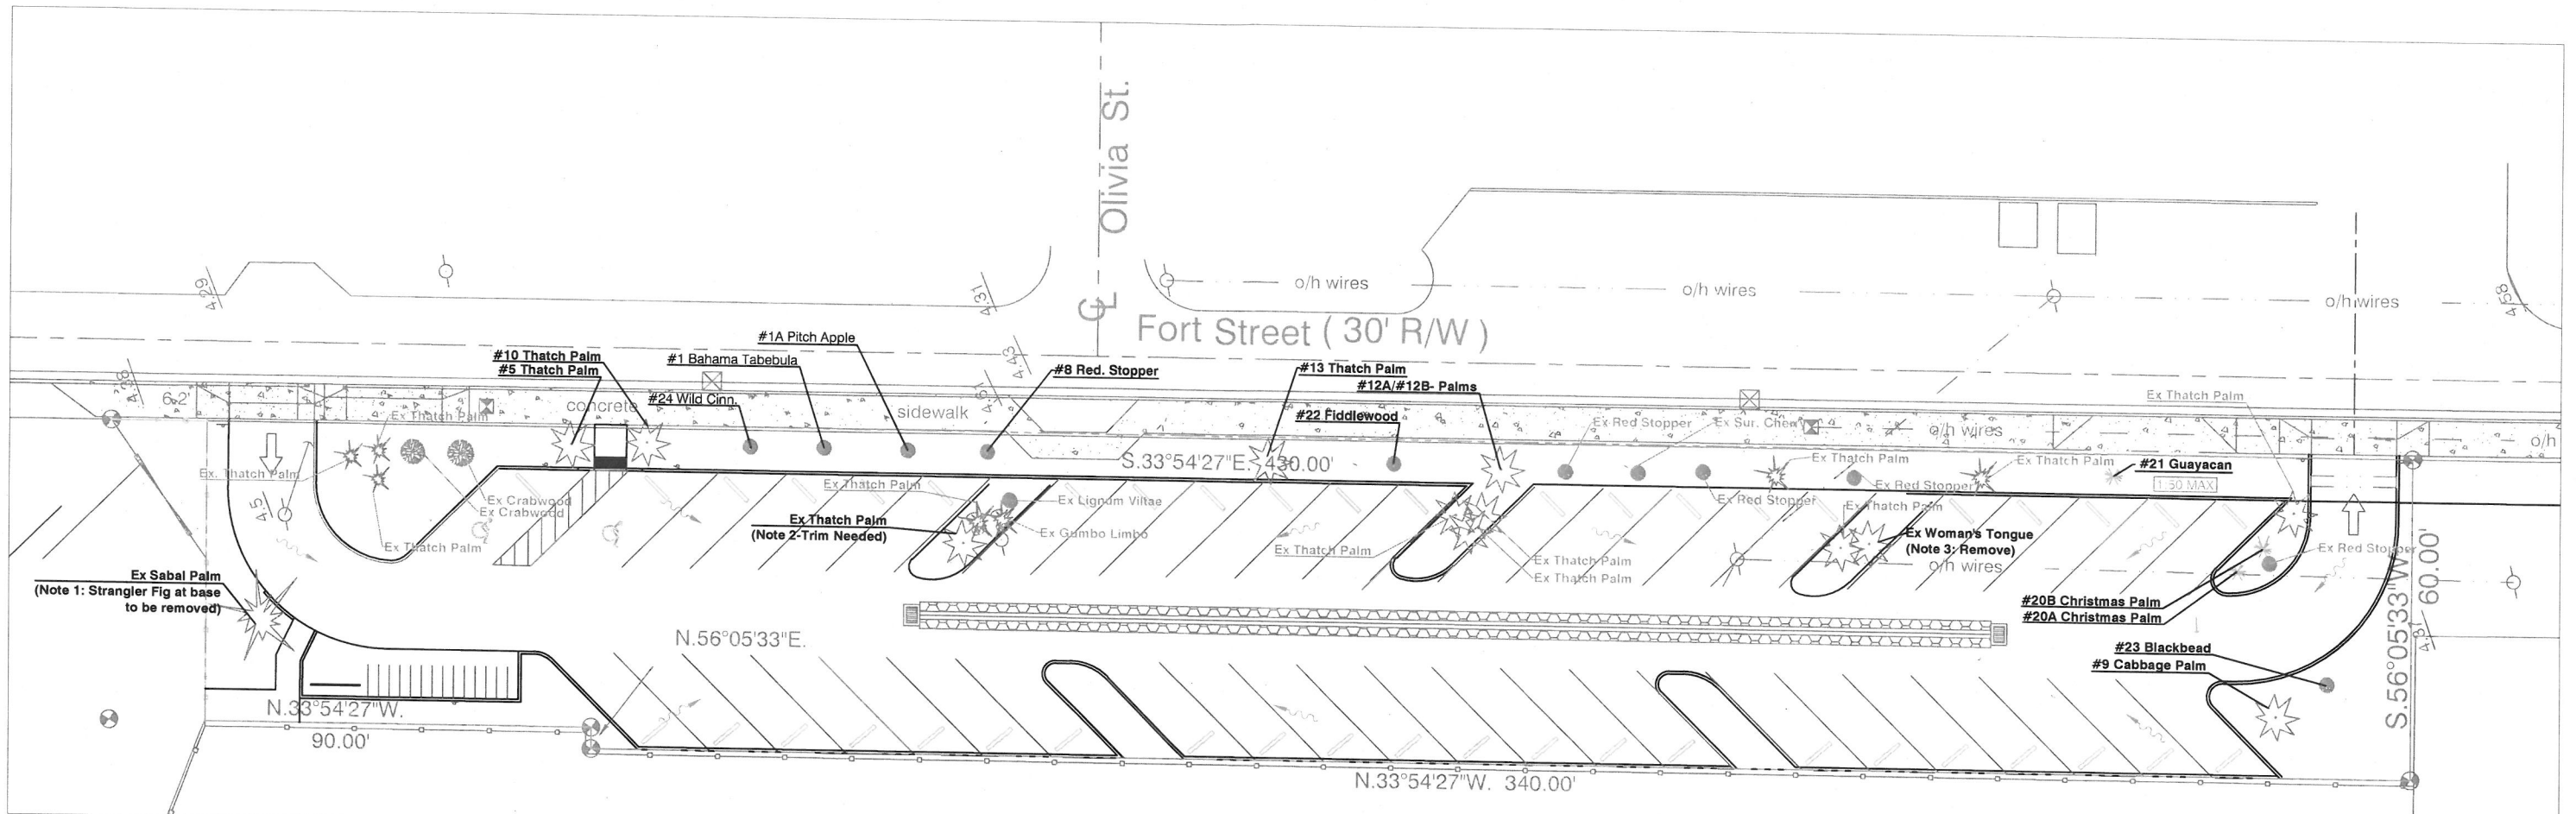 Olivia St.
CL
Fort Street ( 30' R/W )
o/h wires
o/h wires
o/h wires
4.29
4.31
4.58
4.43
4.38
4.61
6.2'
#1A Pitch Apple
#10 Thatch Palm
#5 Thatch Palm
#1 Bahama Tabebula
#24 Wild Cinn.
#8 Red. Stopper
#13 Thatch Palm
#12A/#12B- Palms
#22 Fiddlewood
concrete
sidewalk
Ex Thatch Palm
Ex Thatch Palm
Ex Red Stopper
o/h wires
o/h
Ex. Thatch Palm
S.33°54'27"E. 430.00'
Ex Thatch Palm
Ex Thatch Palm
#21 Guayacan
1:50 MAX
Ex Crabwood
Ex Crabwood
Ex Thatch Palm
Ex Lignum Viltae
Ex Red Stopper
Ex Red Stopper
Ex Thatch Palm
4.5
Ex Thatch Palm
(Note 2-Trim Needed)
Ex Gumbo Limbo
Ex Woman's Tongue
(Note 3: Remove)
Ex Thatch Palm
Ex Thatch Palm
Ex Thatch Palm
Ex Thatch Palm
o/h wires
Ex Red Stopper
Ex Sabal Palm
(Note 1: Strangler Fig at base
to be removed)
#20B Christmas Palm
#20A Christmas Palm
N.56°05'33"E.
#23 Blackbead
#9 Cabbage Palm
S.56°05'33"W. 60.00'
N.33°54'27"W.
90.00'
N.33°54'27"W. 340.00'